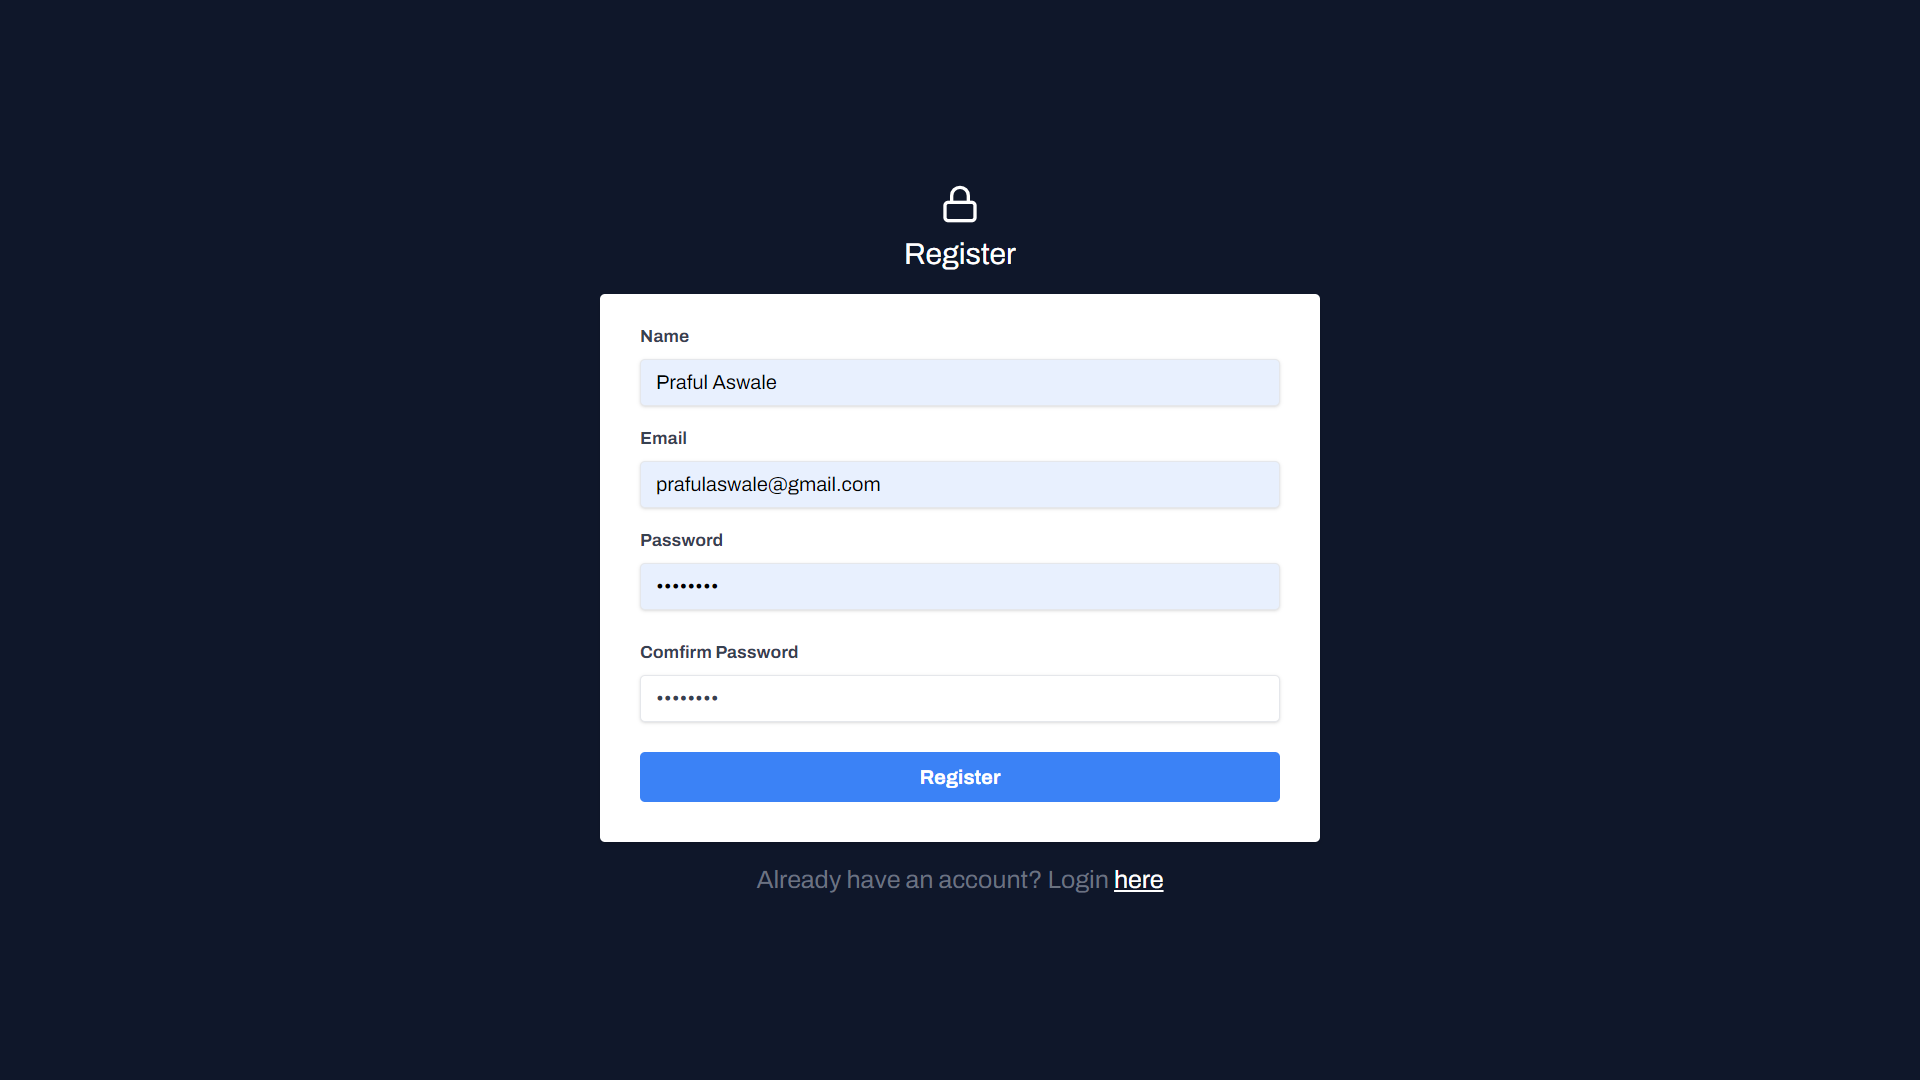 Register
Name
Praful Aswale
Email
prafulaswale@gmail.com
Password
••••••••
Comfirm Password
••••••••
Register
Already have an account? Login here